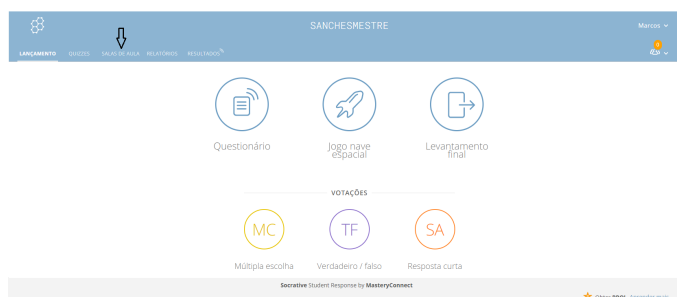 SANCHESMESTRE
Marcos
LANÇAMENTO QUIZZES SALAS DE AULA RELATÓRIOS RESULTADOS
Questionário
Jogo nave
espacial
Levantamento
final
VOTAÇÕES
MC
TF
SA
Múltipla escolha
Verdadeiro / falso
Resposta curta
Socrative Student Response by MasteryConnect